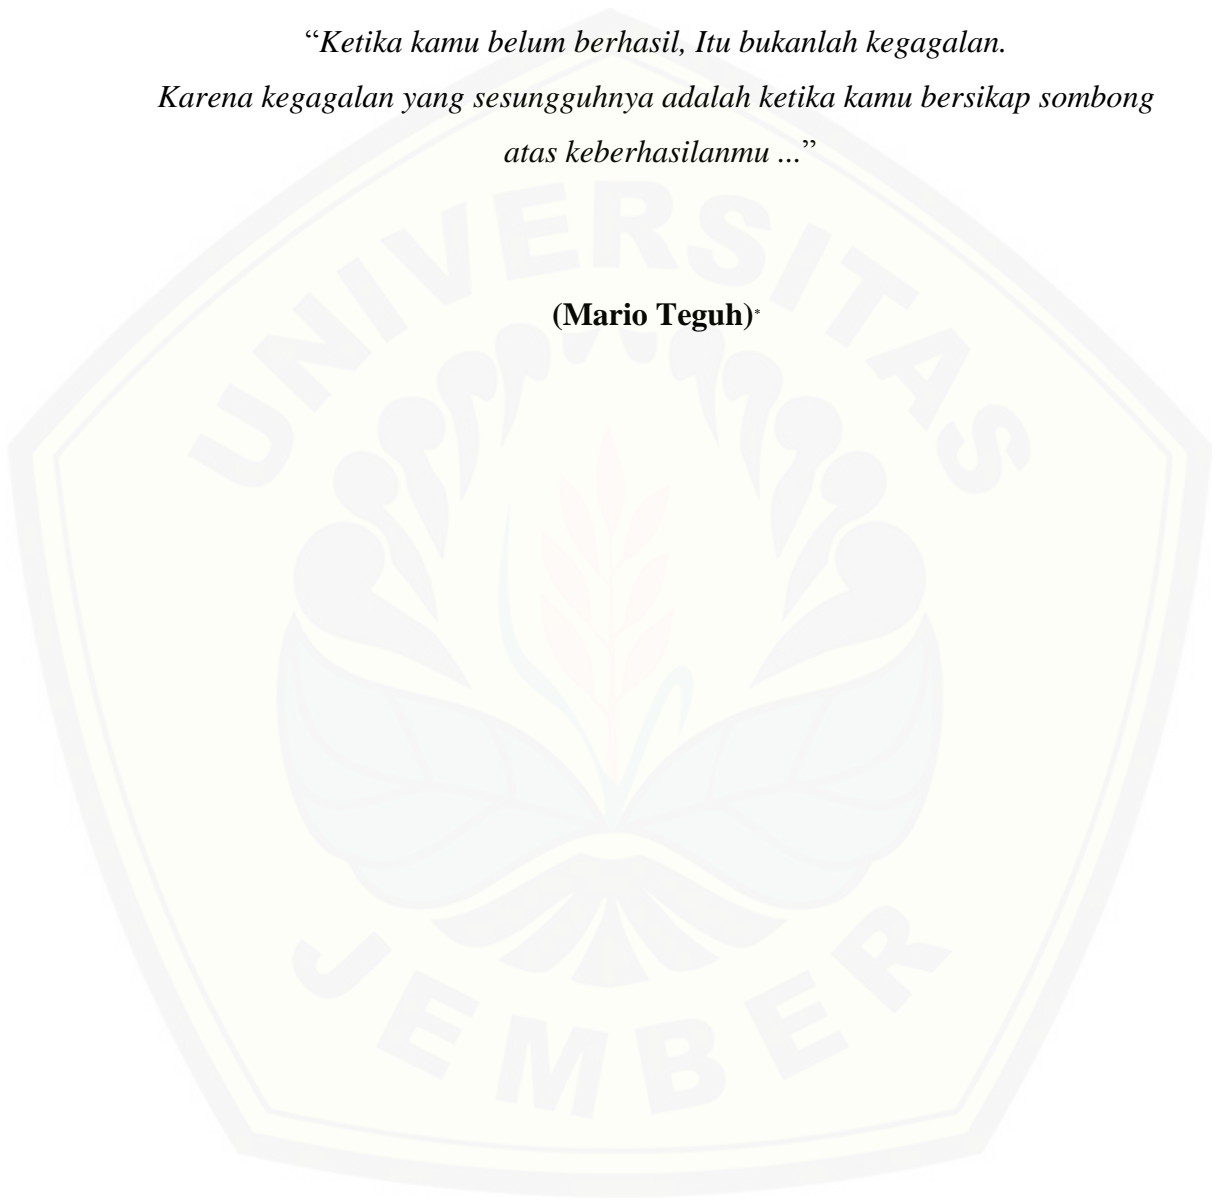 “Ketika kamu belum berhasil, Itu bukanlah kegagalan.
Karena kegagalan yang sesungguhnya adalah ketika kamu bersikap sombong
atas keberhasilanmu ...”
(Mario Teguh)*
UNIVERSITAS
JEMBER